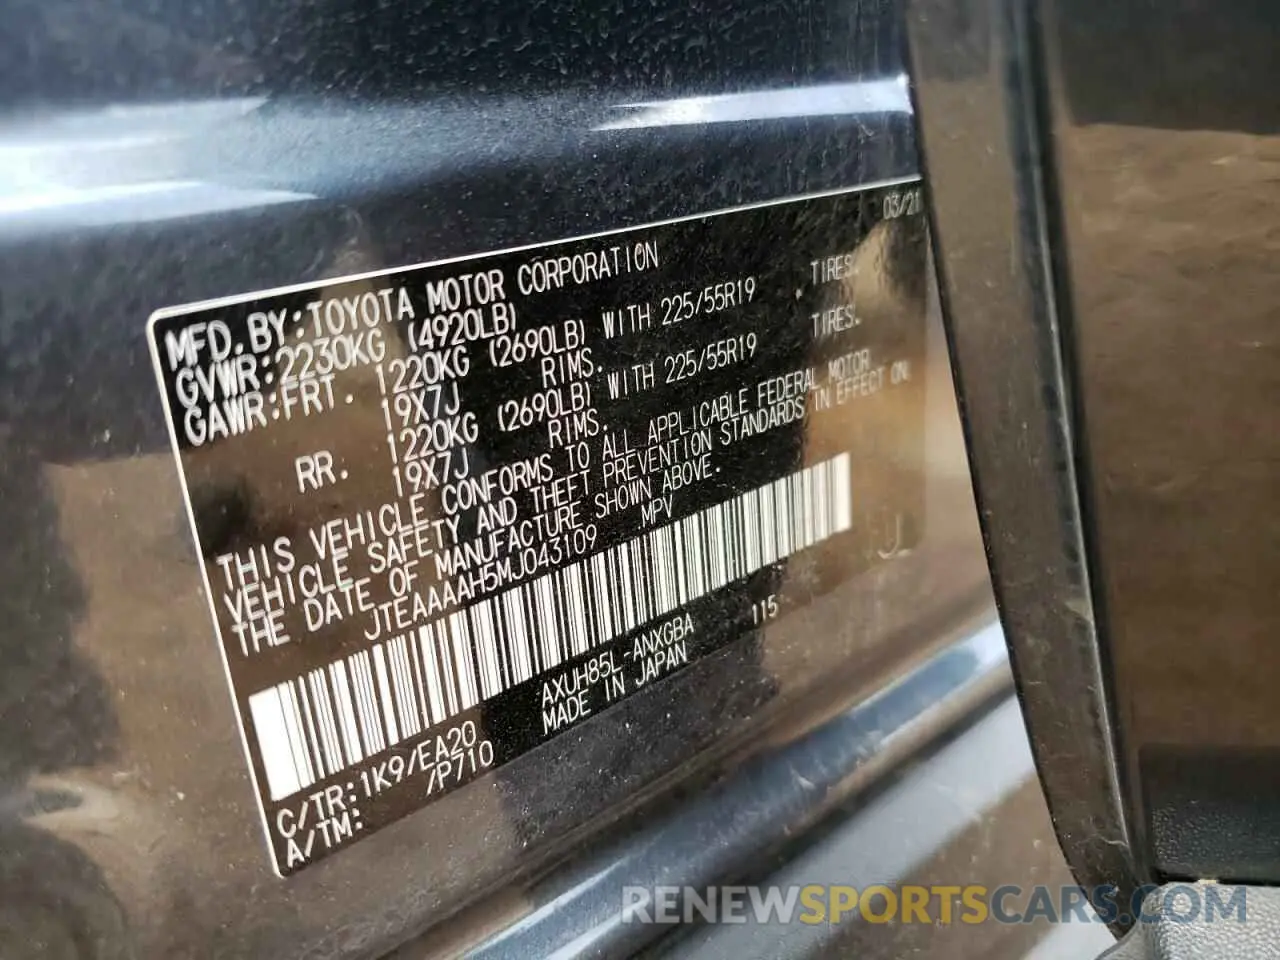 03/21
MFD.BY:TOYOTA MOTOR CORPORATION
GVWR:2230KG (4920LB)
GAWR:FRT. 1220KG (2690LB) WITH 225/55R19 TIRES.
19X7J RIMS.
RR. 1220KG (2690LB) WITH 225/55R19 TIRES.
19X7J RIMS.
THIS VEHICLE CONFORMS TO ALL APPLICABLE FEDERAL MOTOR
VEHICLE SAFETY AND THEFT PREVENTION STANDARDS IN EFFECT ON
THE DATE OF MANUFACTURE SHOWN ABOVE.
JTEAAAAH5MJ043109 MPV
AXUH85L-ANXGBA 115
MADE IN JAPAN
C/TR:1K9/EA20
A/TM: /P710
RENEWSPORTSCARS.COM